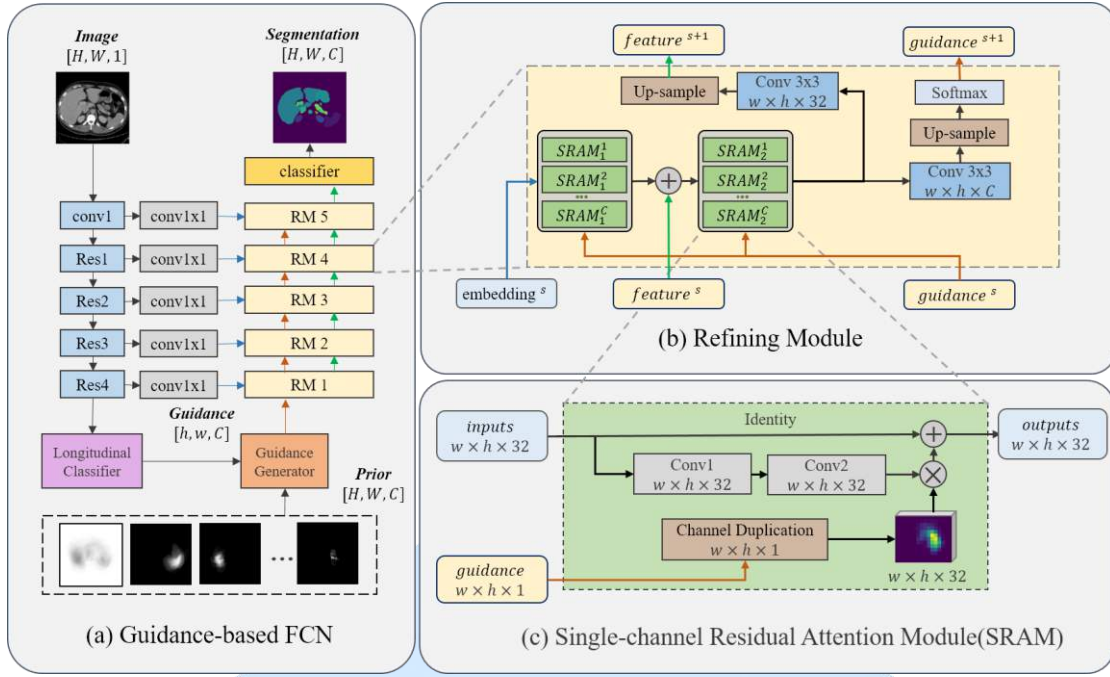 Image
[H, W, 1]
Segmentation
[H, W, C]
classifier
conv1
conv1x1
RM 5
Res1
conv1x1
RM 4
Res2
conv1x1
RM 3
Res3
conv1x1
RM 2
Res4
conv1x1
RM 1
Guidance
[h, w, C]
Longitudinal
Classifier
Guidance
Generator
Prior
[H, W, C]
...
(a) Guidance-based FCN
feature s+1
guidance s+1
Up-sample
Conv 3x3
w × h × 32
Softmax
Up-sample
Conv 3x3
w × h × C
SRAM₁¹
SRAM₁²
...
SRAM₁ᶜ
+
SRAM₂¹
SRAM₂²
...
SRAM₂ᶜ
embedding s
feature s
guidance s
(b) Refining Module
inputs
w × h × 32
Identity
+
outputs
w × h × 32
Conv1
w × h × 32
Conv2
w × h × 32
×
Channel Duplication
w × h × 1
guidance
w × h × 1
w × h × 32
(c) Single-channel Residual Attention Module(SRAM)